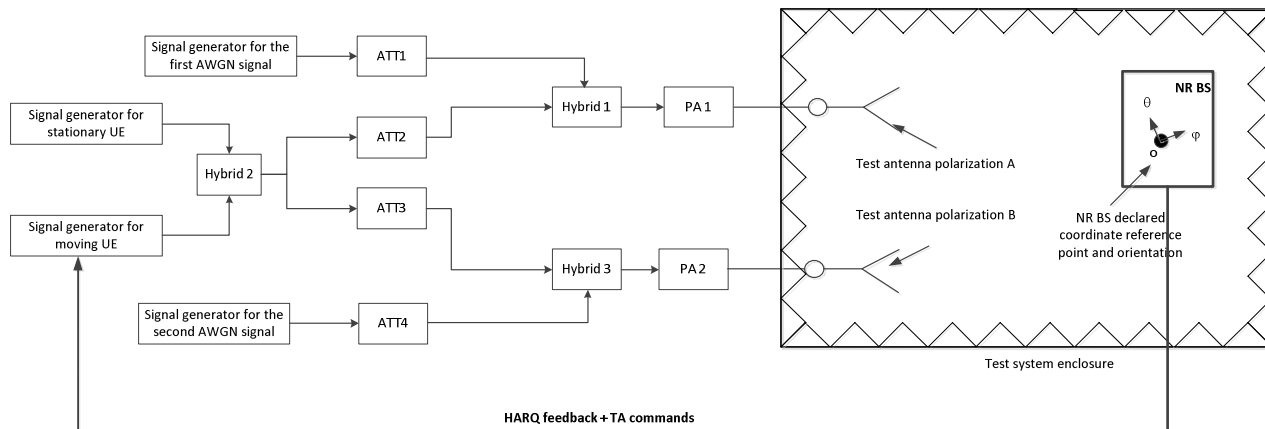 Signal generator for the
first AWGN signal
ATT1
Signal generator for
stationary UE
Hybrid 2
Signal generator for
moving UE
ATT2
ATT3
Hybrid 1
PA 1
Signal generator for the
second AWGN signal
ATT4
Hybrid 3
PA 2
Test antenna polarization A
Test antenna polarization B
NR BS
θ
φ
O
NR BS declared
coordinate reference
point and orientation
Test system enclosure
HARQ feedback + TA commands